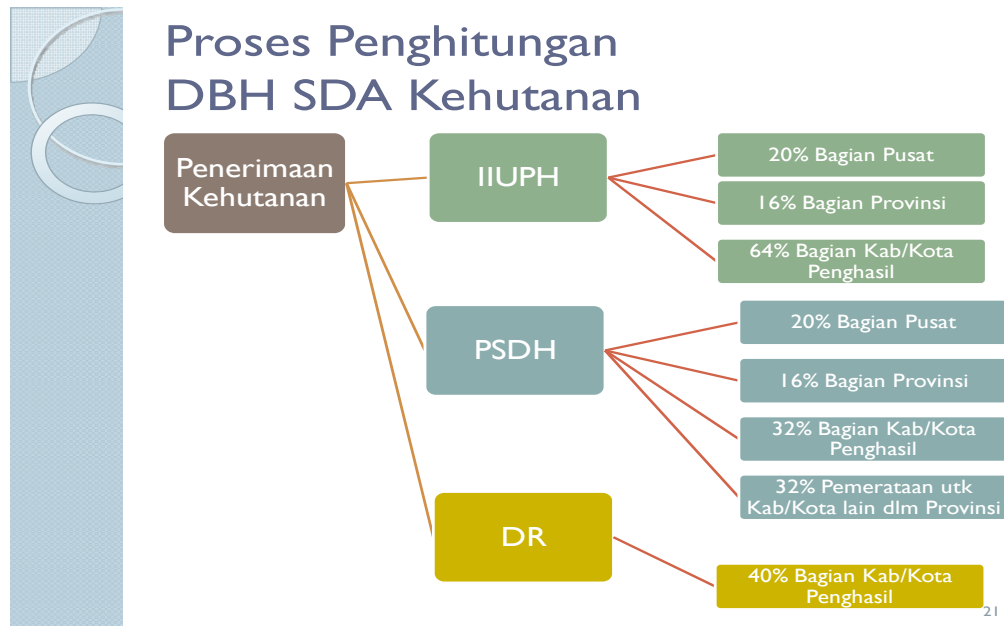 Proses Penghitungan
DBH SDA Kehutanan
Penerimaan
Kehutanan
IIUPH
20% Bagian Pusat
16% Bagian Provinsi
64% Bagian Kab/Kota
Penghasil
PSDH
20% Bagian Pusat
16% Bagian Provinsi
32% Bagian Kab/Kota
Penghasil
32% Pemerataan utk
Kab/Kota lain dlm Provinsi
DR
40% Bagian Kab/Kota
Penghasil
21